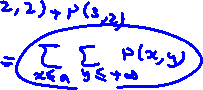 2,2)+P(3,2)
= ∑ x≤a ∑ y≤+∞ P(x,y)